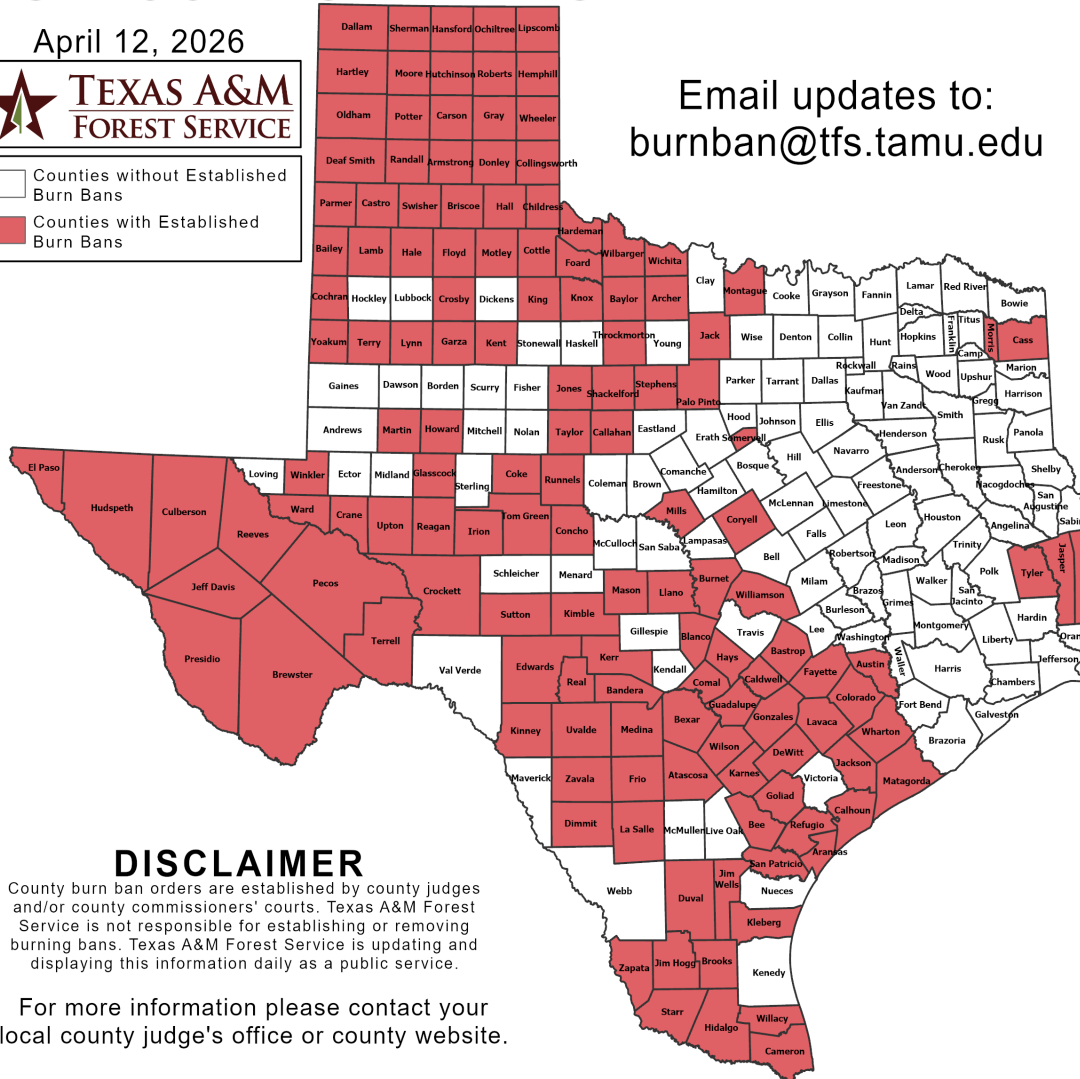 April 12, 2026
TEXAS A&M
FOREST SERVICE
Counties without Established
Burn Bans
Counties with Established
Burn Bans
Email updates to:
burnban@tfs.tamu.edu
Dallam Sherman Hansford Ochiltree Lipscomb
Hartley Moore Hutchinson Roberts Hemphill
Oldham Potter Carson Gray Wheeler
Deaf Smith Randall Armstrong Donley Collingsworth
Parmer Castro Swisher Briscoe Hall Childress
Hardeman
Bailey Lamb Hale Floyd Motley Cottle Foard Wilbarger Wichita
Clay Montague Cooke Grayson Fannin Lamar Red River Bowie
Cochran Hockley Lubbock Crosby Dickens King Knox Baylor Archer
Delta Franklin Titus Morris Cass
Yoakum Terry Lynn Garza Kent Stonewall Haskell Throckmorton Young Jack Wise Denton Collin Hunt Hopkins
Camp
Rockwall Rains Wood Upshur Marion
Gaines Dawson Borden Scurry Fisher Jones Shackelford Stephens Palo Pinto Parker Tarrant Dallas Kaufman Van Zandt Gregg Harrison
Andrews Martin Howard Mitchell Nolan Taylor Callahan Eastland Erath Hood Somervell Johnson Ellis Henderson Smith Rusk Panola
El Paso Loving Winkler Ector Midland Glasscock Sterling Coke Runnels Coleman Brown Comanche Bosque Hill Navarro Anderson Cherokee Nacogdoches Shelby
Hamilton Freestone San
Augustine
Hudspeth Culberson Reeves Ward Crane Upton Reagan Irion Tom Green Concho Mills Coryell McLennan Limestone Leon Houston Angelina Sabi
McCulloch San Saba Lampasas Bell Falls Robertson Madison Trinity Polk Tyler Jasper
Jeff Davis Pecos Crockett Schleicher Menard Mason Llano Burnet Williamson Milam Brazos Grimes Walker San
Jacinto
Sutton Kimble Burleson Montgomery Liberty Hardin Oran
Presidio Brewster Terrell Val Verde Edwards Real Kerr Gillespie Blanco Travis Lee Washington Waller Harris Jefferson
Bandera Kendall Hays Bastrop Fayette Austin Chambers
Comal Caldwell Colorado Fort Bend Galveston
Guadalupe Gonzales Lavaca Wharton Brazoria
Kinney Uvalde Medina Bexar Wilson DeWitt Jackson Matagorda
Maverick Zavala Frio Atascosa Karnes Victoria Goliad Calhoun
Dimmit La Salle McMullen Live Oak Bee Refugio Aransas
Webb Duval Jim
Wells San Patricio Nueces
Kleberg
Zapata Jim Hogg Brooks Kenedy
Starr Hidalgo Willacy
Cameron
DISCLAIMER
County burn ban orders are established by county judges
and/or county commissioners' courts. Texas A&M Forest
Service is not responsible for establishing or removing
burning bans. Texas A&M Forest Service is updating and
displaying this information daily as a public service.
For more information please contact your
local county judge's office or county website.